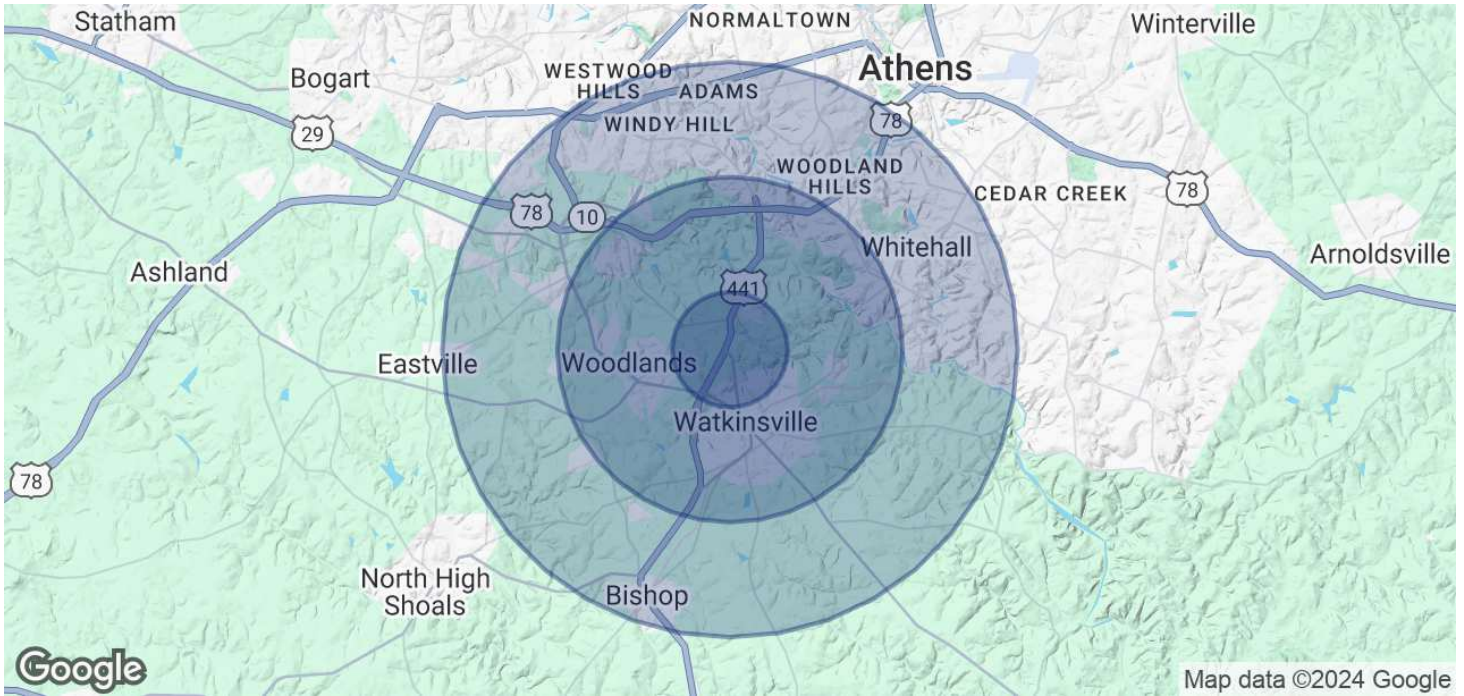 NORMALTOWN
Statham
Winterville
Bogart
WESTWOOD
HILLS
ADAMS
Athens
29
WINDY HILL
78
WOODLAND
HILLS
CEDAR CREEK
78
78
10
Whitehall
Arnoldsville
Ashland
441
Eastville
Woodlands
Watkinsville
78
North High
Shoals
Bishop
Google
Map data ©2024 Google